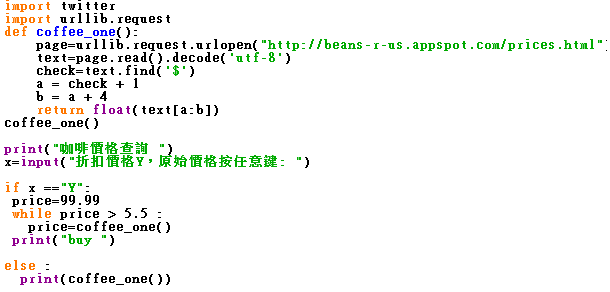 import twitter
import urllib.request
def coffee_one():
    page=urllib.request.urlopen("http://beans-r-us.appspot.com/prices.html")
    text=page.read().decode('utf-8')
    check=text.find('$')
    a = check + 1
    b = a + 4
    return float(text[a:b])
coffee_one()

print("咖啡價格查詢 ")
x=input("折扣價格Y，原始價格按任意鍵: ")

if x =="Y":
 price=99.99
 while price > 5.5 :
   price=coffee_one()
 print("buy ")

else :
  print(coffee_one())